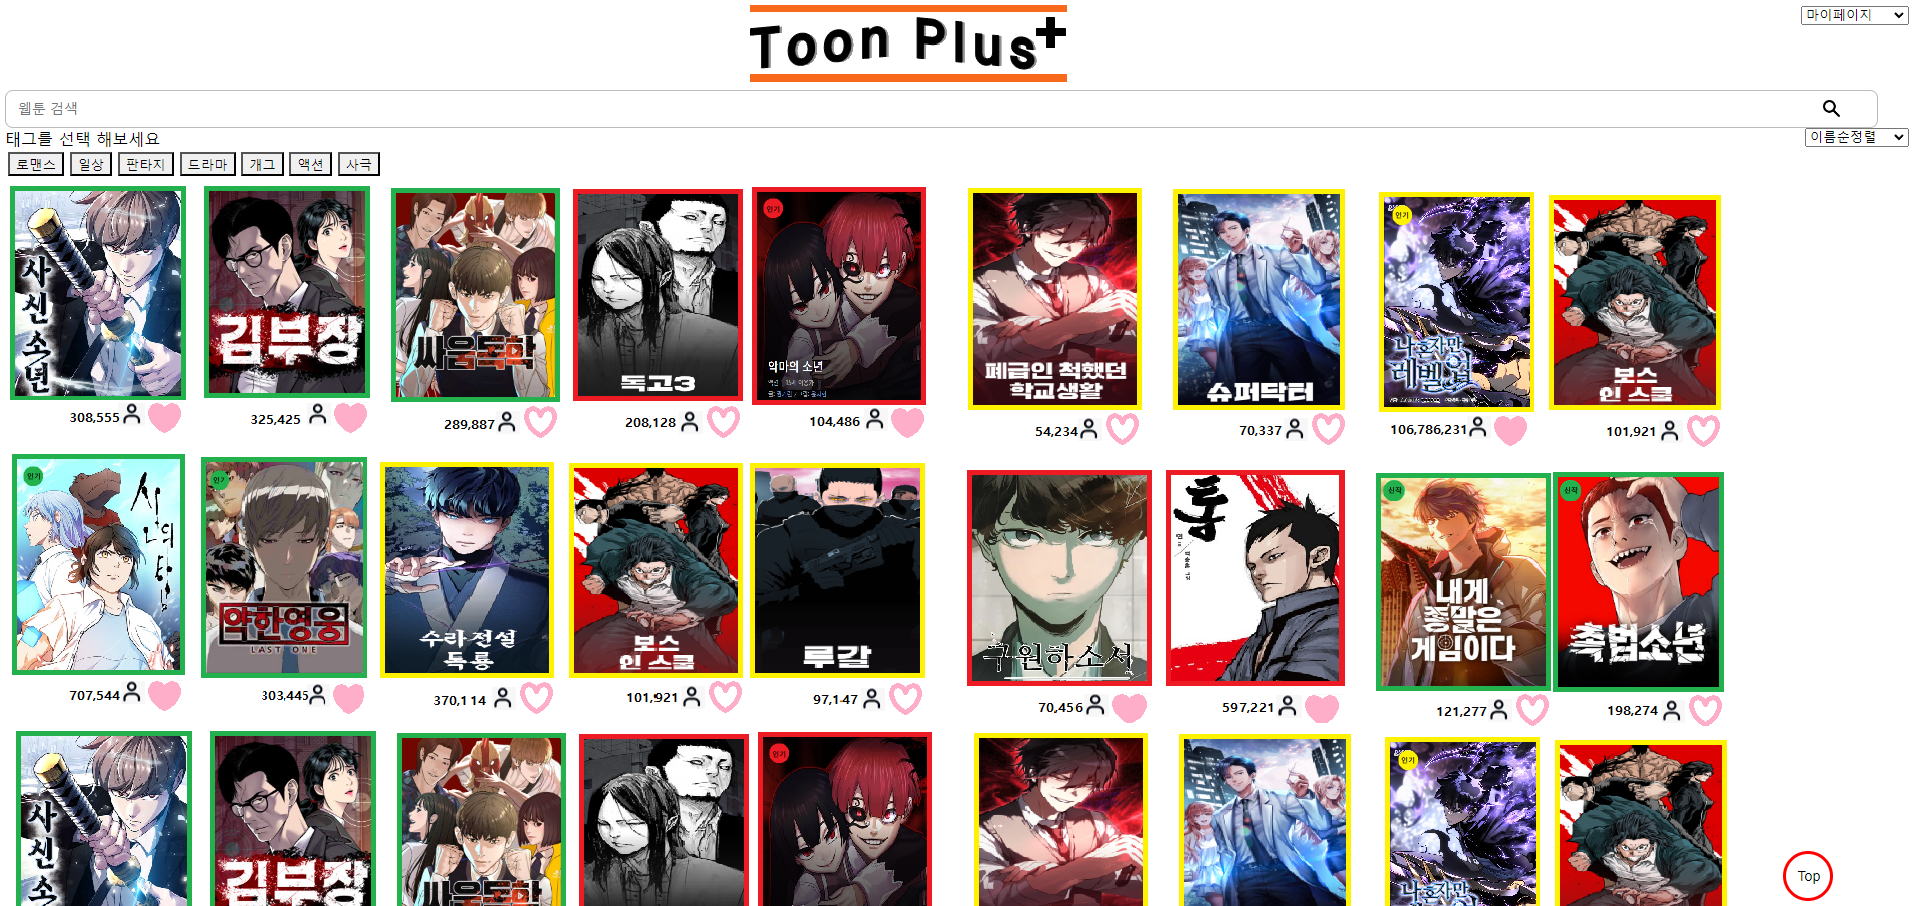 Toon Plus+
마이페이지
웹툰 검색
태그를 선택 해보세요
이름순정렬
로맨스 일상 판타지 드라마 개그 액션 사극
사신소년
김부장
싸움독학
독고3
인기
악마의 소년
폐급인 척했던
학교생활
슈퍼닥터
인기
나 혼자만
레벨업
보스
인 스쿨
308,555
325,425
289,887
208,128
104,486
54,234
70,337
106,786,231
101,921
인기
신의 탑
인기
약한영웅
LAST ONE
수라전설
독룡
보스
인 스쿨
루갈
구원하소서
통
신작
내게
종말은
게임이다
신작
촉법소년
707,544
303,445
370,114
101,921
97,147
70,456
597,221
121,277
198,274
사신소
김부장
싸움독학
인기
인기
나 혼자만
Top